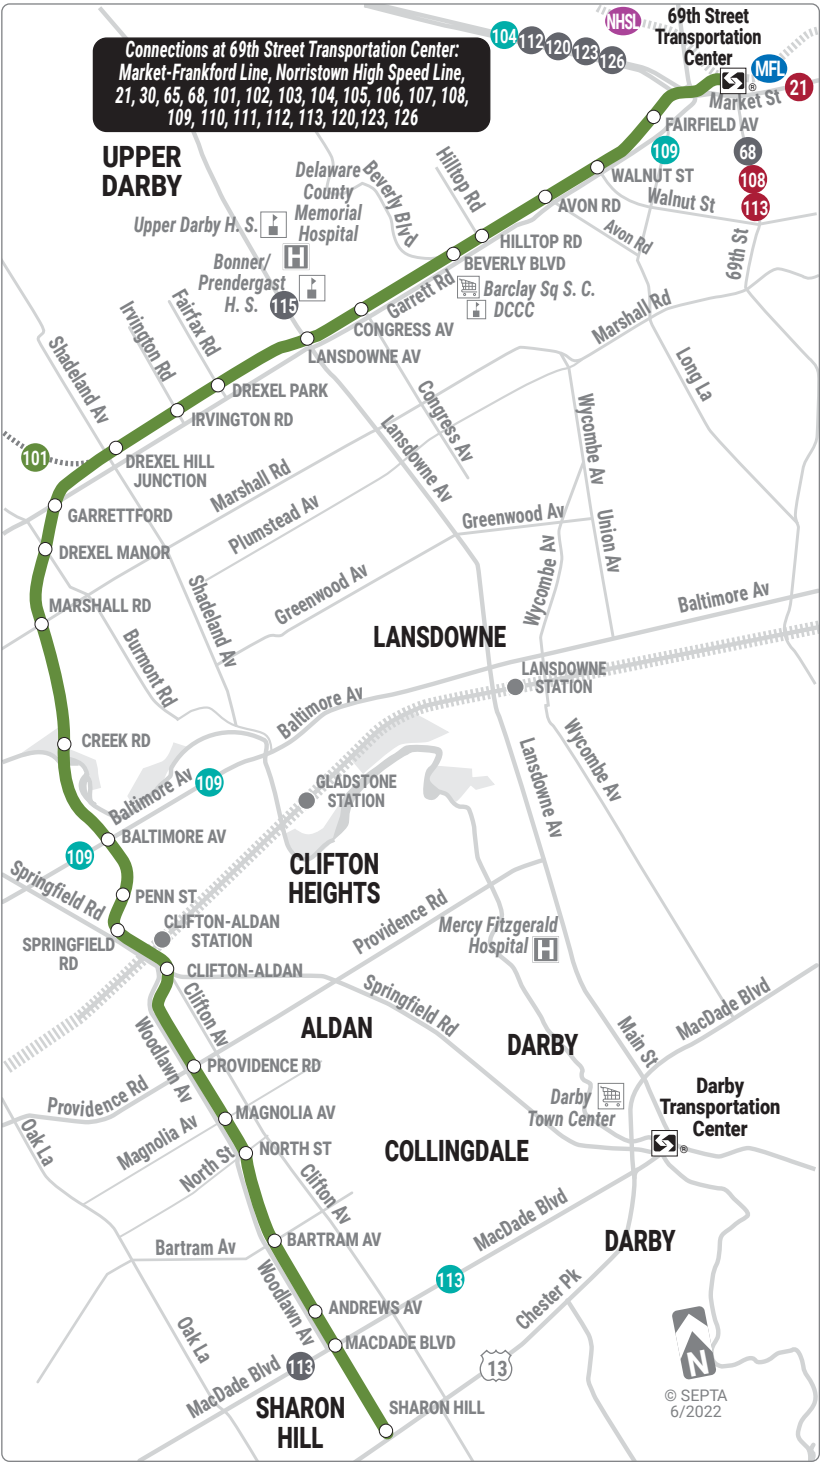 Connections at 69th Street Transportation Center:
Market-Frankford Line, Norristown High Speed Line,
21, 30, 65, 68, 101, 102, 103, 104, 105, 106, 107, 108,
109, 110, 111, 112, 113, 120,123, 126
NHSL
69th Street
Transportation
Center
104
112
120
123
126
MFL
®
21
Market St
FAIRFIELD AV
109
68
108
113
WALNUT ST
Walnut St
69th St
AVON RD
Avon Rd
UPPER
DARBY
Delaware
County
Memorial
Hospital
H
Beverly Blvd
Hilltop Rd
HILLTOP RD
BEVERLY BLVD
Upper Darby H. S.
Bonner/
Prendergast
H. S.
115
Garrett Rd
Barclay Sq S. C.
DCCC
CONGRESS AV
LANSDOWNE AV
Marshall Rd
Long La
Fairfax Rd
Irvington Rd
Shadeland Av
DREXEL PARK
IRVINGTON RD
Congress Av
Lansdowne Av
Wycombe Av
101
DREXEL HILL
JUNCTION
GARRETTFORD
Marshall Rd
Plumstead Av
Greenwood Av
Union Av
DREXEL MANOR
Greenwood Av
Wycombe Av
Shadeland Av
MARSHALL RD
Baltimore Av
Burmont Rd
LANSDOWNE
LANSDOWNE
STATION
Baltimore Av
CREEK RD
Wycombe Av
Lansdowne Av
Baltimore Av
109
GLADSTONE
STATION
BALTIMORE AV
109
CLIFTON
HEIGHTS
Springfield Rd
PENN ST
Providence Rd
CLIFTON-ALDAN
STATION
SPRINGFIELD
RD
Mercy Fitzgerald
Hospital
H
CLIFTON-ALDAN
Springfield Rd
MacDade Blvd
Clifton Av
Woodlawn Av
ALDAN
DARBY
Main St
PROVIDENCE RD
Providence Rd
Darby
Town Center
Darby
Transportation
Center
®
MAGNOLIA AV
Magnolia Av
Oak La
NORTH ST
North St
COLLINGDALE
Clifton Av
MacDade Blvd
DARBY
BARTRAM AV
Bartram Av
113
Woodlawn Av
Chester Pk
ANDREWS AV
Oak La
MACDADE BLVD
113
MacDade Blvd
13
N
© SEPTA
6/2022
SHARON
HILL
SHARON HILL